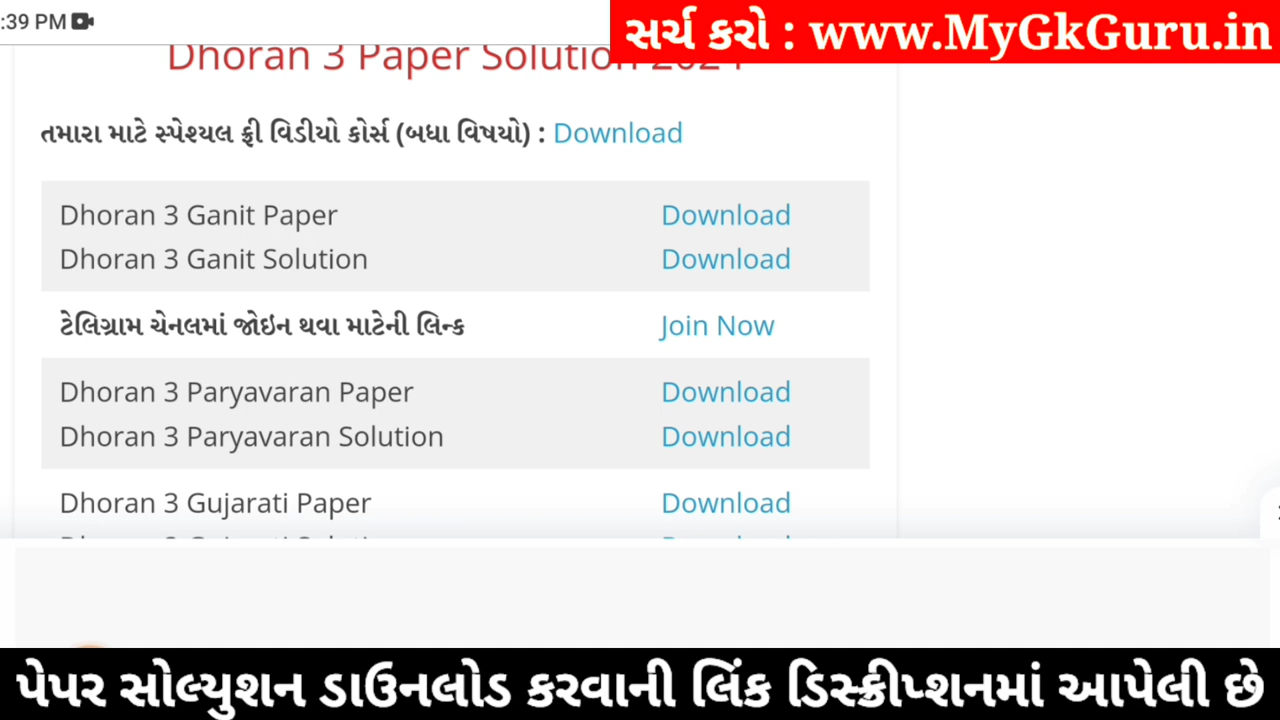 :39 PM
સર્ચ કરો : www.MyGkGuru.in
Dhoran 3 Paper Solution 2024
તમારા માટે સ્પેશ્યલ ફ્રી વિડીયો કોર્સ (બધા વિષયો) : Download
Dhoran 3 Ganit Paper Download
Dhoran 3 Ganit Solution Download
ટેલિગ્રામ ચેનલમાં જોઇન થવા માટેની લિન્ક Join Now
Dhoran 3 Paryavaran Paper Download
Dhoran 3 Paryavaran Solution Download
Dhoran 3 Gujarati Paper Download
પેપર સોલ્યુશન ડાઉનલોડ કરવાની લિંક ડિસ્ક્રીપ્શનમાં આપેલી છે